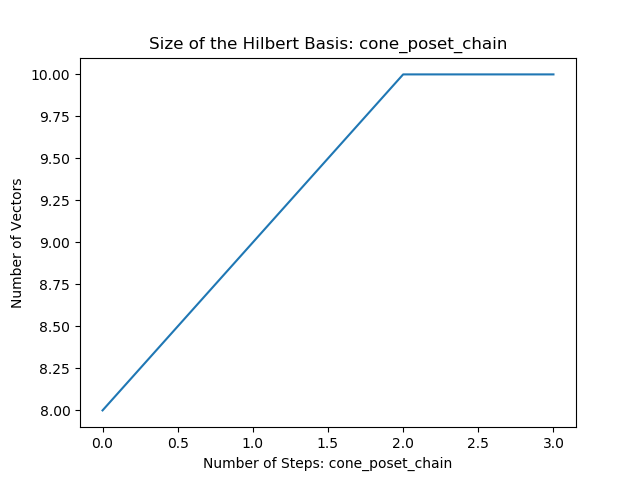 Size of the Hilbert Basis: cone_poset_chain
Number of Vectors
10.00
9.75
9.50
9.25
9.00
8.75
8.50
8.25
8.00
0.0 0.5 1.0 1.5 2.0 2.5 3.0
Number of Steps: cone_poset_chain